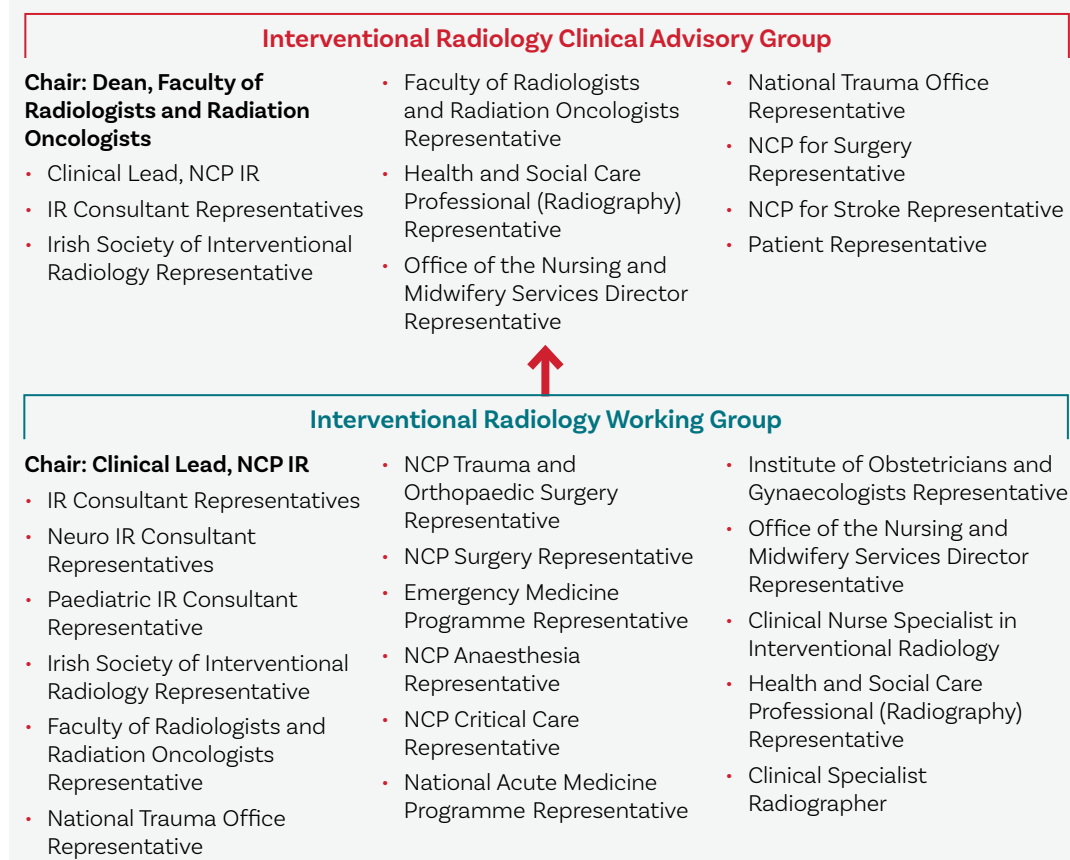 Interventional Radiology Clinical Advisory Group
Chair: Dean, Faculty of
Radiologists and Radiation
Oncologists
• Clinical Lead, NCP IR
• IR Consultant Representatives
• Irish Society of Interventional
Radiology Representative
• Faculty of Radiologists
and Radiation Oncologists
Representative
• Health and Social Care
Professional (Radiography)
Representative
• Office of the Nursing and
Midwifery Services Director
Representative
• National Trauma Office
Representative
• NCP for Surgery
Representative
• NCP for Stroke Representative
• Patient Representative
Interventional Radiology Working Group
Chair: Clinical Lead, NCP IR
• IR Consultant Representatives
• Neuro IR Consultant
Representatives
• Paediatric IR Consultant
Representative
• Irish Society of Interventional
Radiology Representative
• Faculty of Radiologists and
Radiation Oncologists
Representative
• National Trauma Office
Representative
• NCP Trauma and
Orthopaedic Surgery
Representative
• NCP Surgery Representative
• Emergency Medicine
Programme Representative
• NCP Anaesthesia
Representative
• NCP Critical Care
Representative
• National Acute Medicine
Programme Representative
• Institute of Obstetricians and
Gynaecologists Representative
• Office of the Nursing and
Midwifery Services Director
Representative
• Clinical Nurse Specialist in
Interventional Radiology
• Health and Social Care
Professional (Radiography)
Representative
• Clinical Specialist
Radiographer